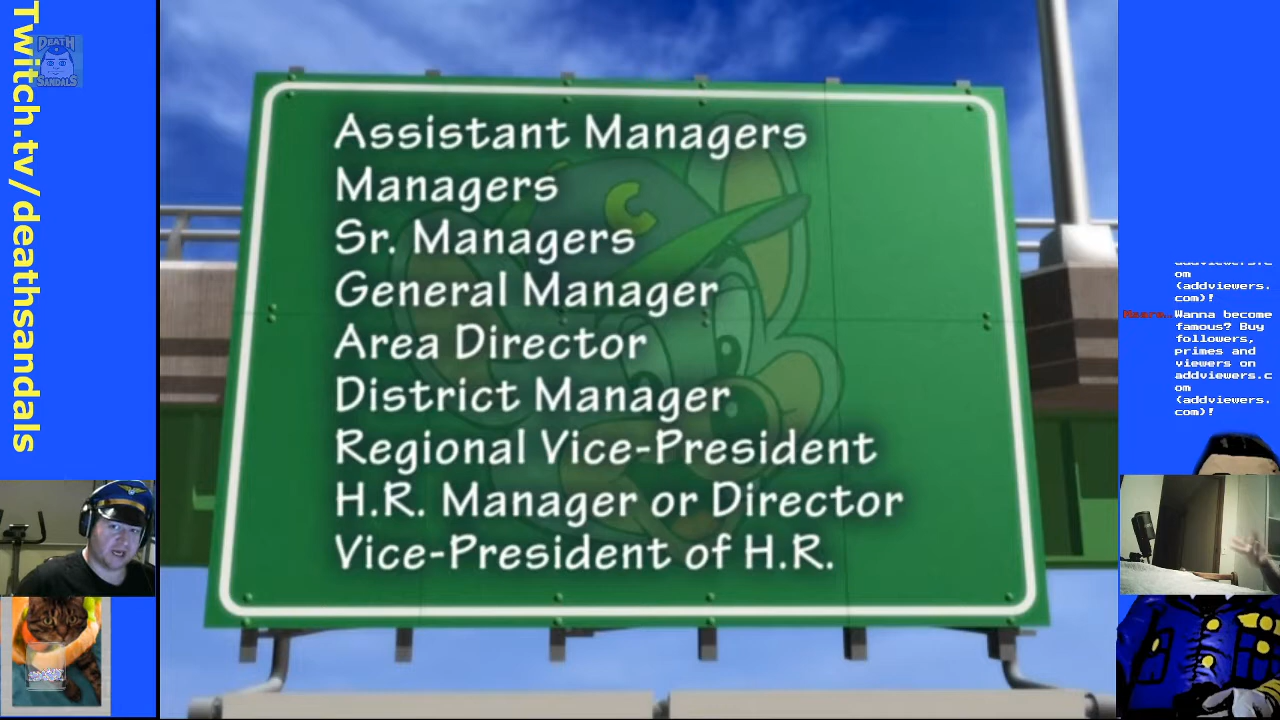 Twitch.tv/deathsandals
DEATH
SANDALS
Assistant Managers
Managers
Sr. Managers
General Manager
Area Director
District Manager
Regional Vice-President
H.R. Manager or Director
Vice-President of H.R.
om
(addviewers.
com)!
Wanna become
famous? Buy
followers,
primes and
viewers on
addviewers.c
om
(addviewers.
com)!